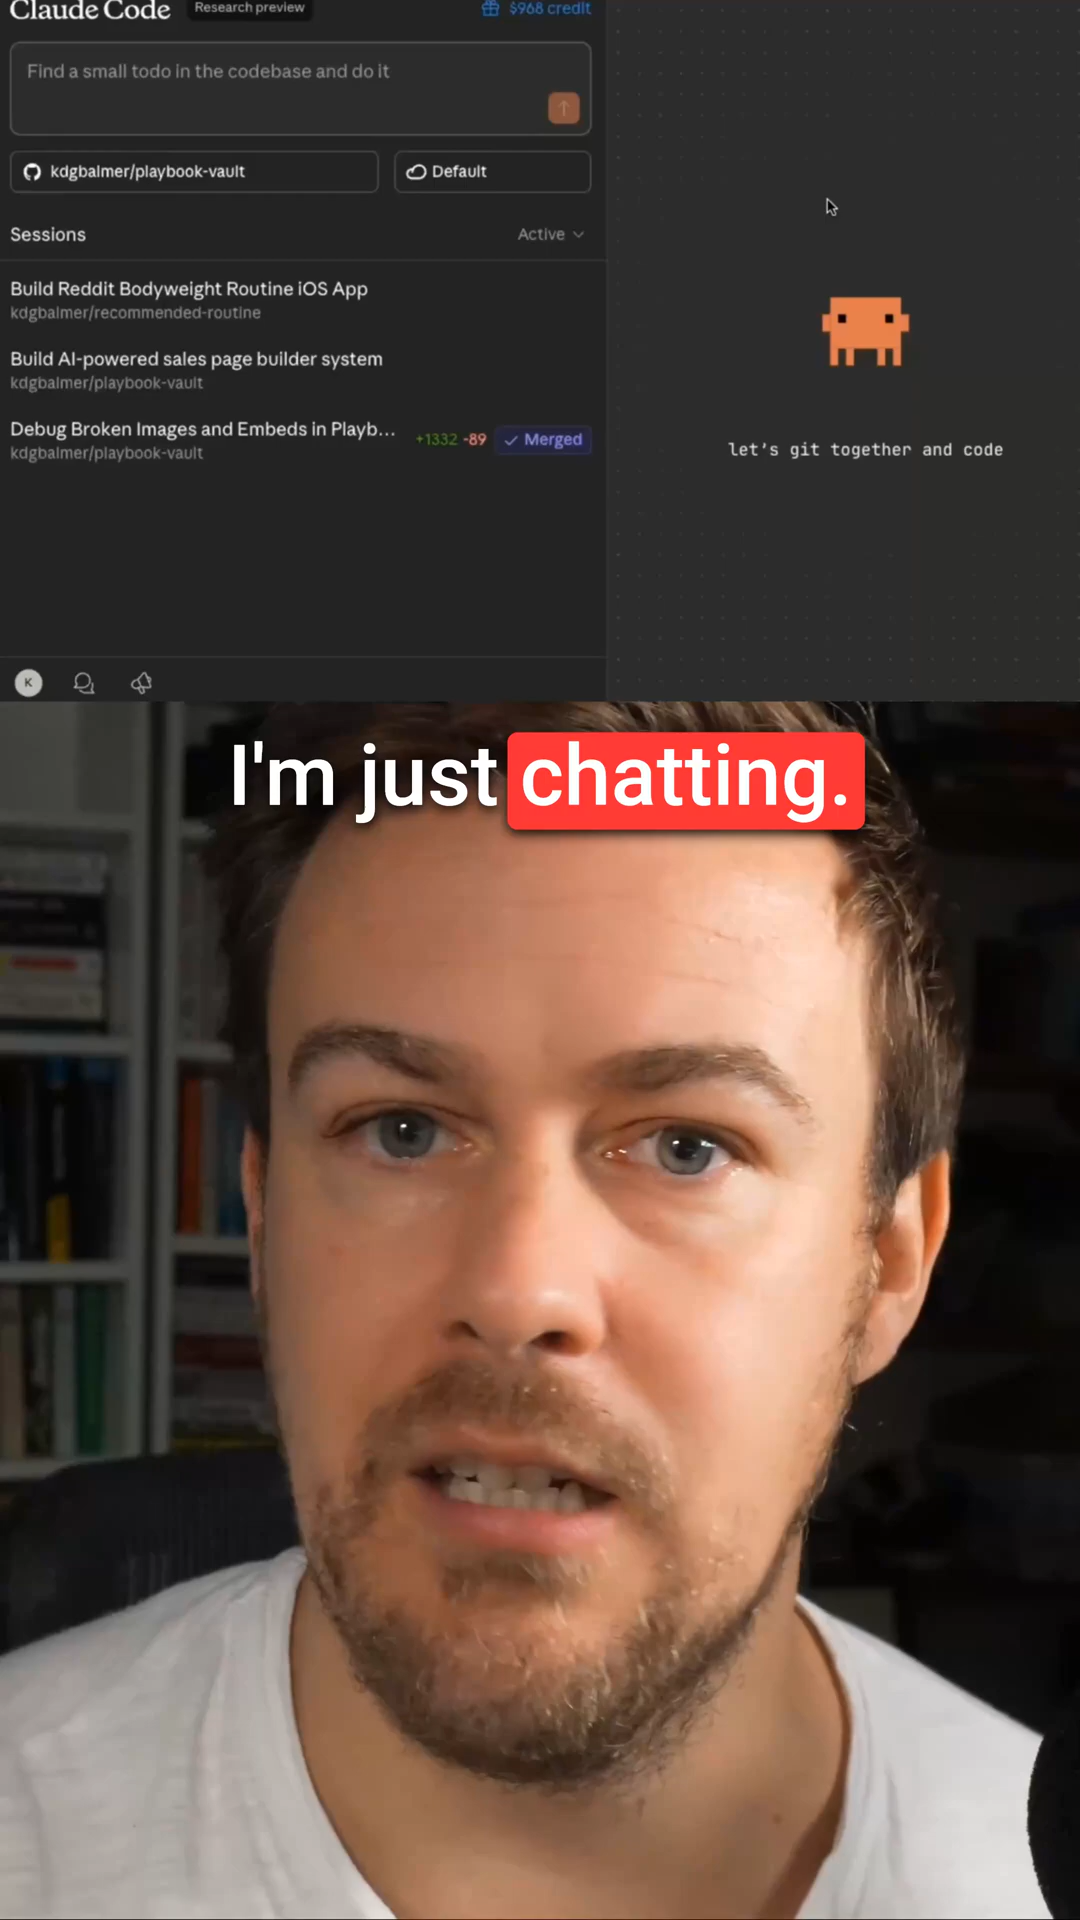 Claude Code
Research preview
$968 credit
Find a small todo in the codebase and do it
kdgbalmer/playbook-vault
Default
Sessions
Active
Build Reddit Bodyweight Routine iOS App
kdgbalmer/recommended-routine
Build AI-powered sales page builder system
kdgbalmer/playbook-vault
Debug Broken Images and Embeds in Playb...
+1332 -89
Merged
kdgbalmer/playbook-vault
let's git together and code
K
I'm just chatting.